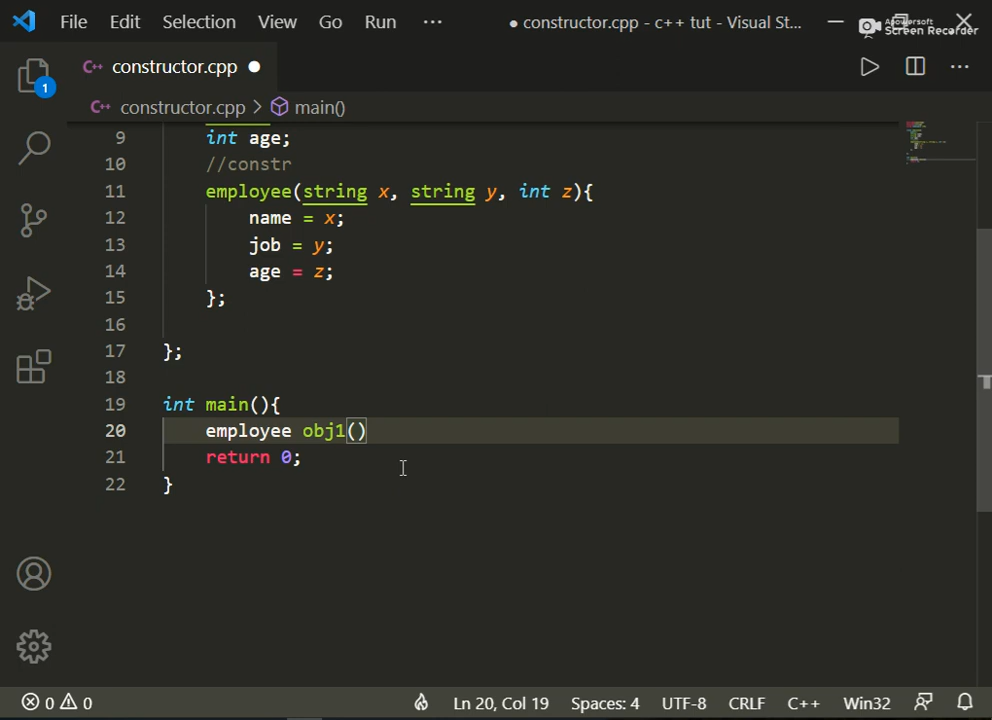 File Edit Selection View Go Run ··· ● constructor.cpp - c++ tut - Visual St...
Apowersoft
Screen Recorder
C++ constructor.cpp ●
1
C++ constructor.cpp > main()
9 int age;
10 //constr
11 employee(string x, string y, int z){
12 name = x;
13 job = y;
14 age = z;
15 };
16
17 };
18
19 int main(){
20 employee obj1()
21 return 0;
22 }
0 0 Ln 20, Col 19 Spaces: 4 UTF-8 CRLF C++ Win32